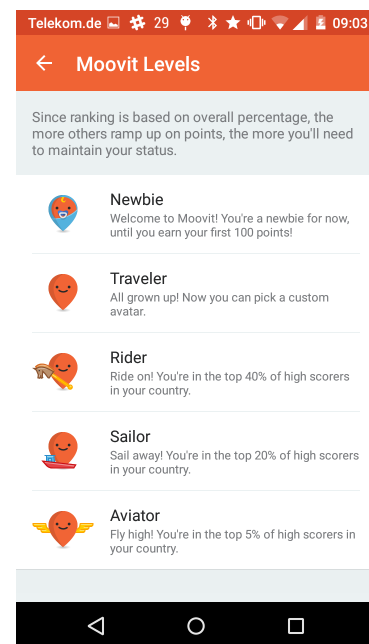 Telekom.de 29 09:03
Moovit Levels
Since ranking is based on overall percentage, the
more others ramp up on points, the more you'll need
to maintain your status.
Newbie
Welcome to Moovit! You're a newbie for now,
until you earn your first 100 points!
Traveler
All grown up! Now you can pick a custom
avatar.
Rider
Ride on! You're in the top 40% of high scorers
in your country.
Sailor
Sail away! You're in the top 20% of high scorers
in your country.
Aviator
Fly high! You're in the top 5% of high scorers in
your country.